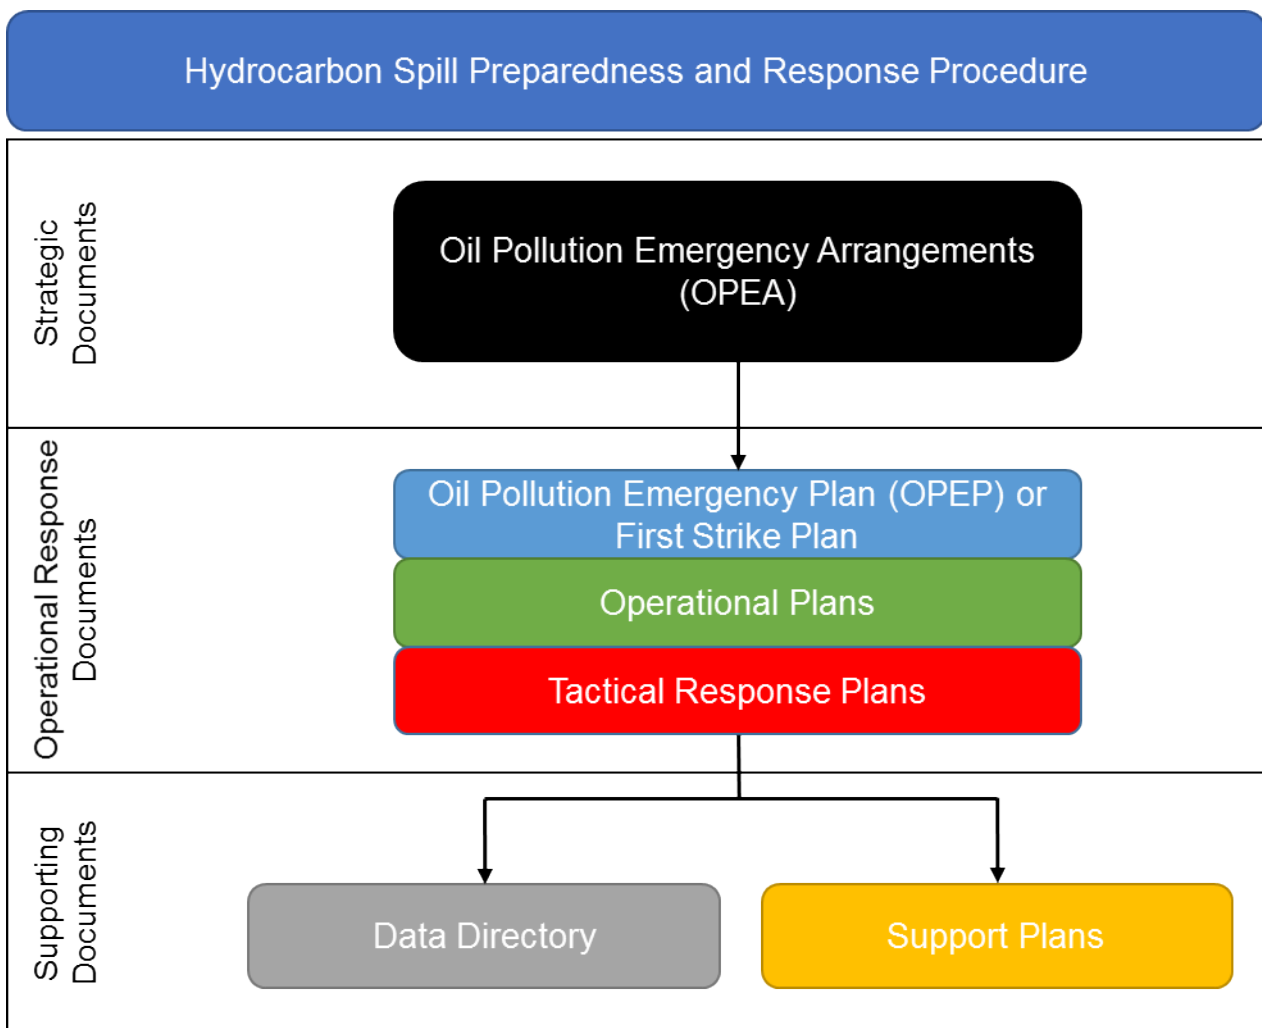 Hydrocarbon Spill Preparedness and Response Procedure
Strategic
Documents
Oil Pollution Emergency Arrangements
(OPEA)
Operational Response
Documents
Oil Pollution Emergency Plan (OPEP) or
First Strike Plan
Operational Plans
Tactical Response Plans
Supporting
Documents
Data Directory
Support Plans